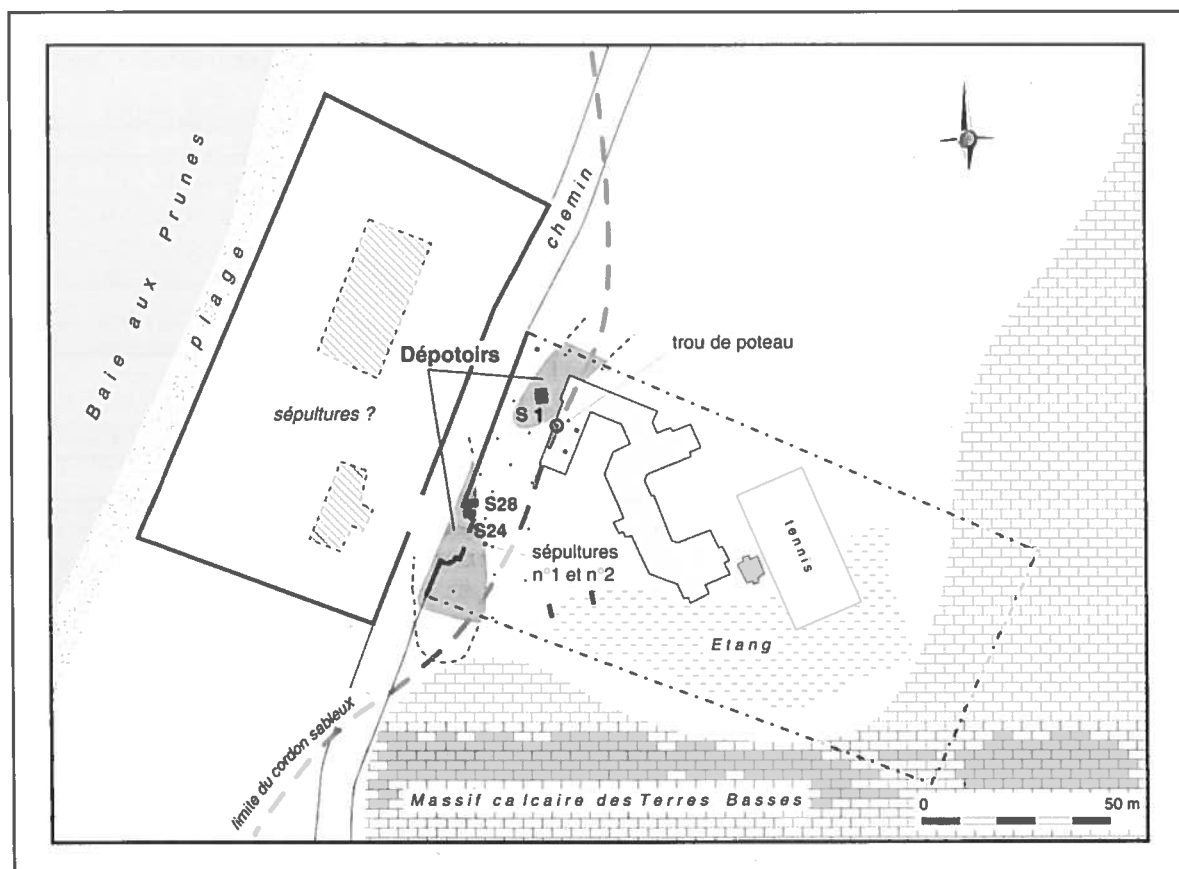 Baie aux Prunes
plage
chemin
trou de poteau
Dépotoirs
S 1
sépultures ?
S28
S24
sépultures
n°1 et n°2
tennis
Etang
limite du cordon sableux
Massif calcaire des Terres Basses
0 50 m